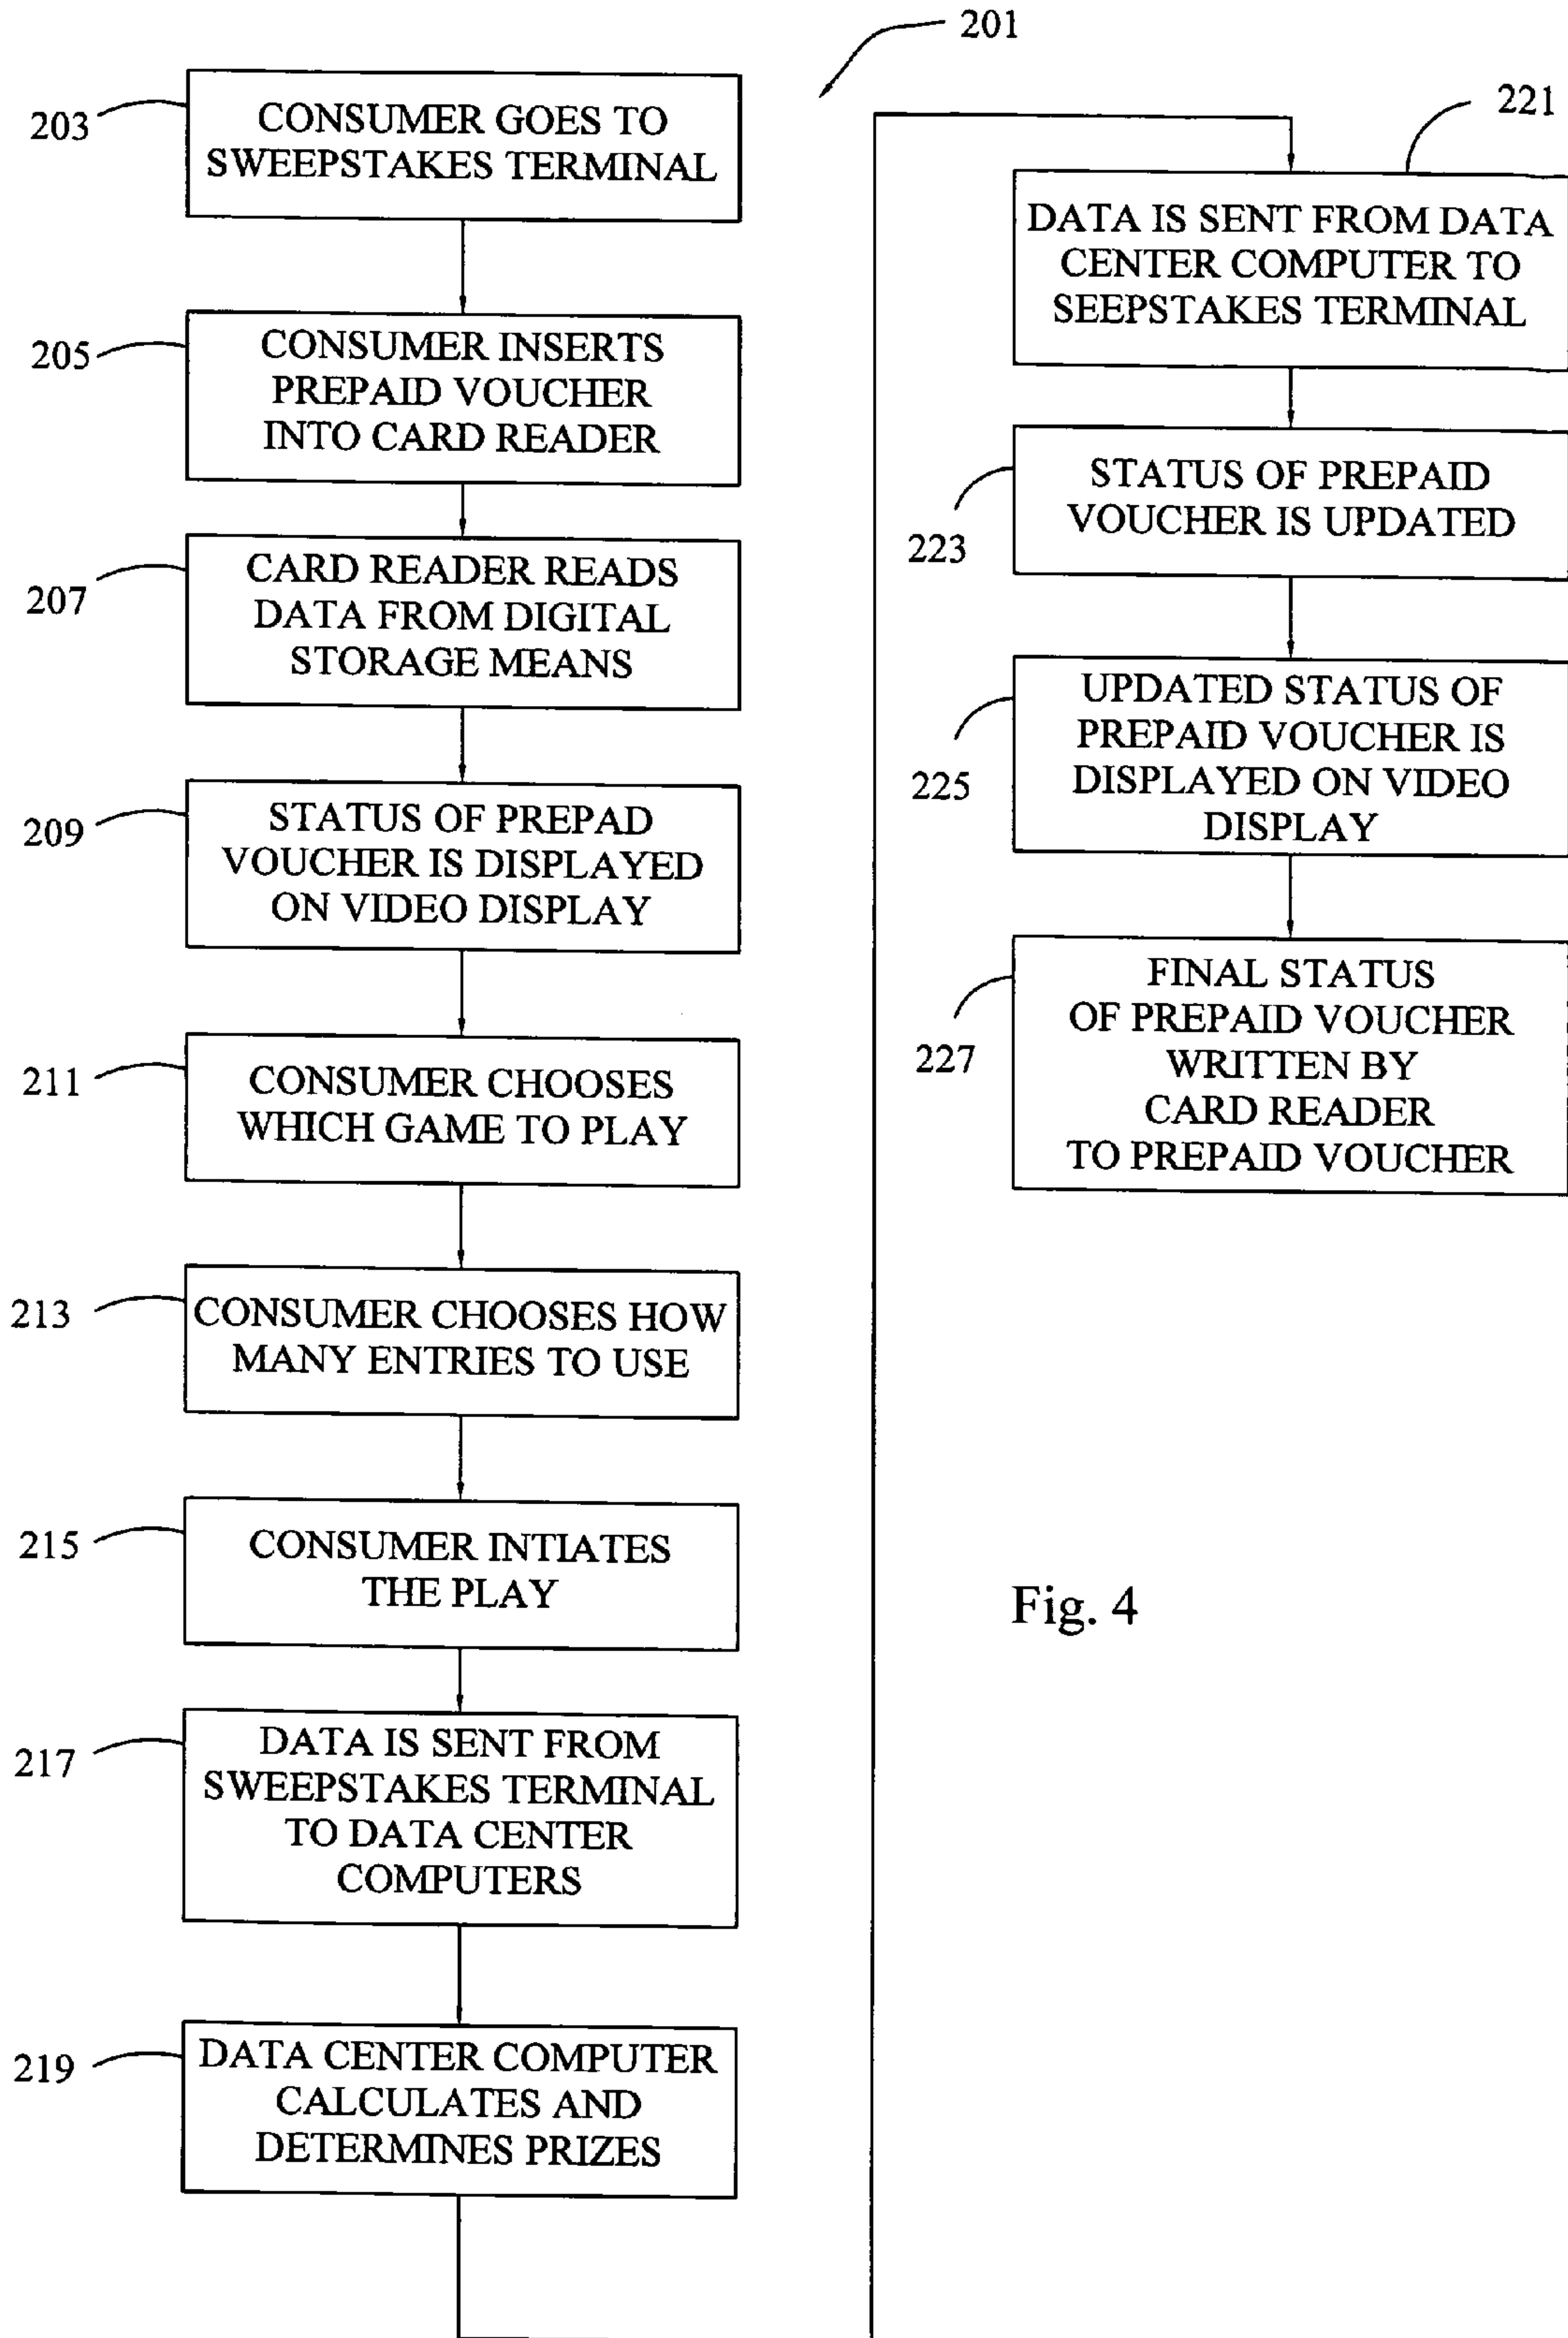 201
203
CONSUMER GOES TO
SWEEPSTAKES TERMINAL
205
CONSUMER INSERTS
PREPAID VOUCHER
INTO CARD READER
207
CARD READER READS
DATA FROM DIGITAL
STORAGE MEANS
209
STATUS OF PREPAD
VOUCHER IS DISPLAYED
ON VIDEO DISPLAY
211
CONSUMER CHOOSES
WHICH GAME TO PLAY
213
CONSUMER CHOOSES HOW
MANY ENTRIES TO USE
215
CONSUMER INTIATES
THE PLAY
217
DATA IS SENT FROM
SWEEPSTAKES TERMINAL
TO DATA CENTER
COMPUTERS
219
DATA CENTER COMPUTER
CALCULATES AND
DETERMINES PRIZES
221
DATA IS SENT FROM DATA
CENTER COMPUTER TO
SEEPSTAKES TERMINAL
223
STATUS OF PREPAID
VOUCHER IS UPDATED
225
UPDATED STATUS OF
PREPAID VOUCHER IS
DISPLAYED ON VIDEO
DISPLAY
227
FINAL STATUS
OF PREPAID VOUCHER
WRITTEN BY
CARD READER
TO PREPAID VOUCHER
Fig. 4